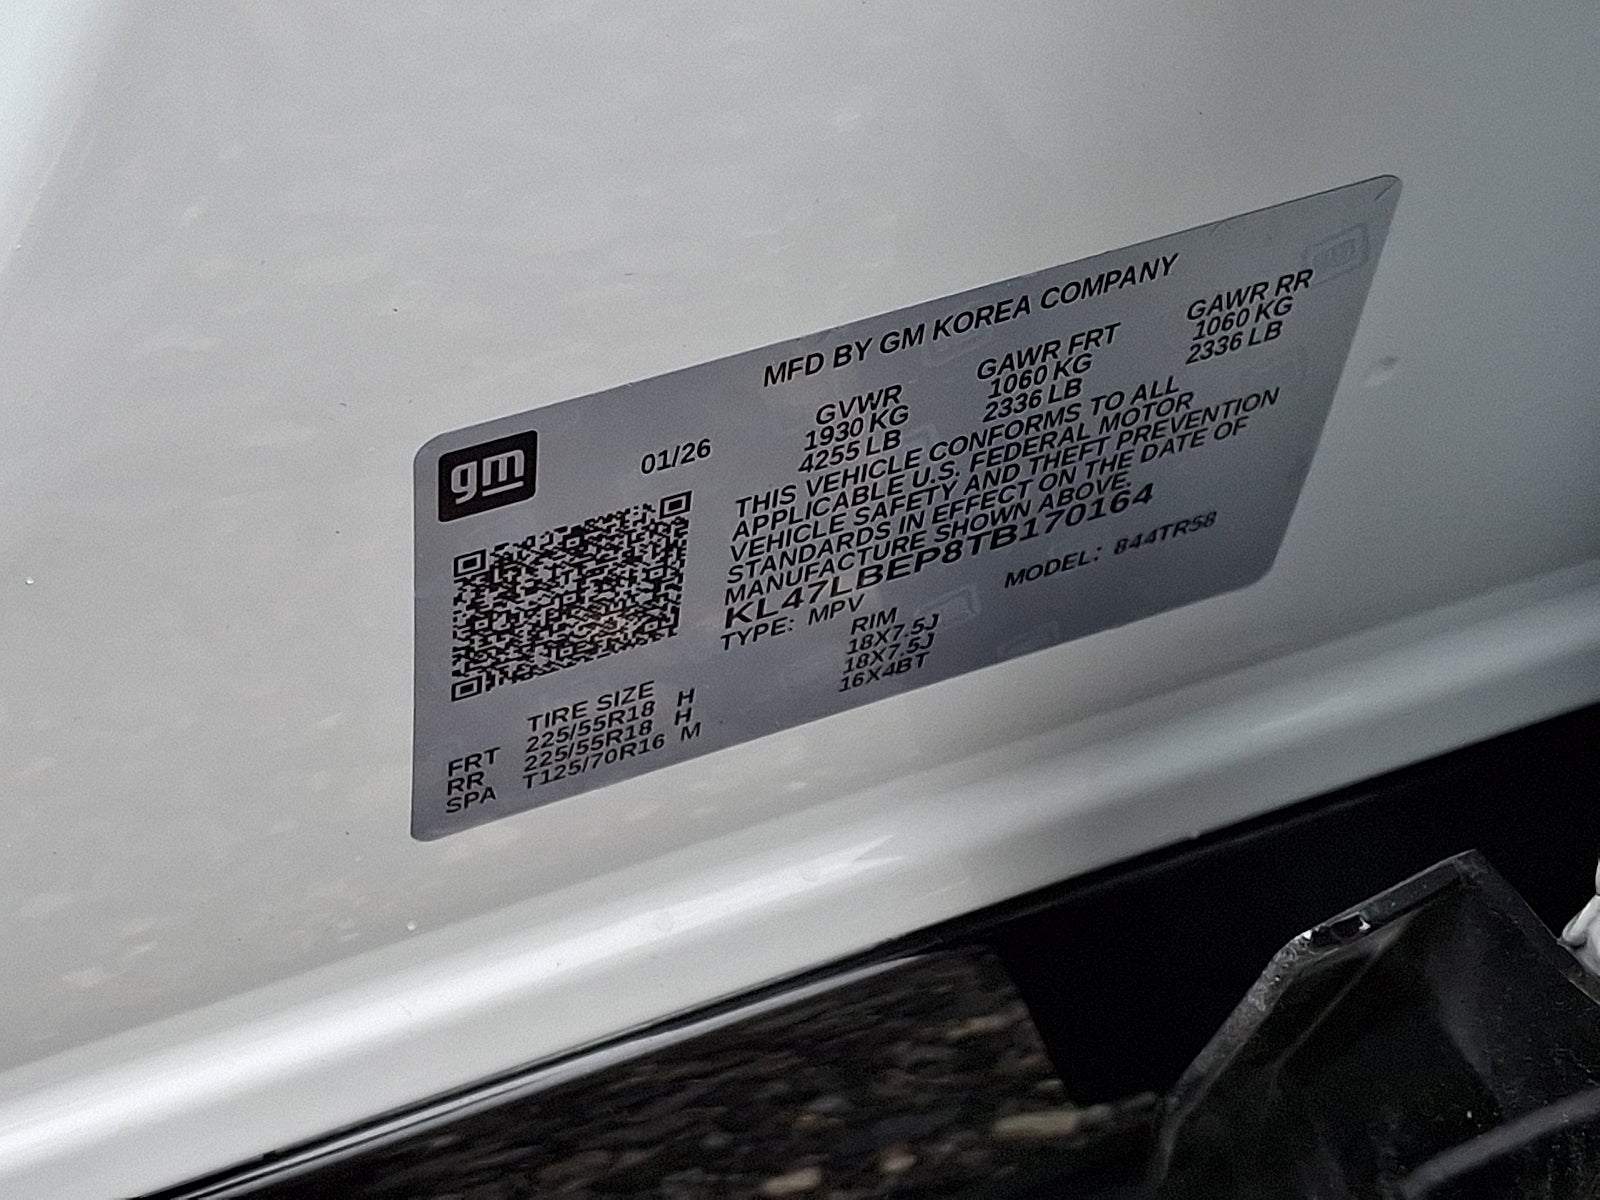 MFD BY GM KOREA COMPANY
gm
01/26
GVWR GAWR FRT GAWR RR
1930 KG 1060 KG 1060 KG
4255 LB 2336 LB 2336 LB
THIS VEHICLE CONFORMS TO ALL
APPLICABLE U.S. FEDERAL MOTOR
VEHICLE SAFETY AND THEFT PREVENTION
STANDARDS IN EFFECT ON THE DATE OF
MANUFACTURE SHOWN ABOVE.
KL47LBEP8TB170164
TYPE: MPV MODEL: 844TR58
TIRE SIZE RIM
FRT 225/55R18 H 18X7.5J
RR 225/55R18 H 18X7.5J
SPA T125/70R16 M 16X4BT